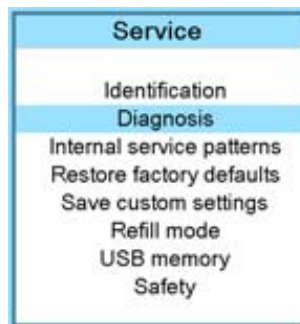 Service
Identification
Diagnosis
Internal service patterns
Restore factory defaults
Save custom settings
Refill mode
USB memory
Safety